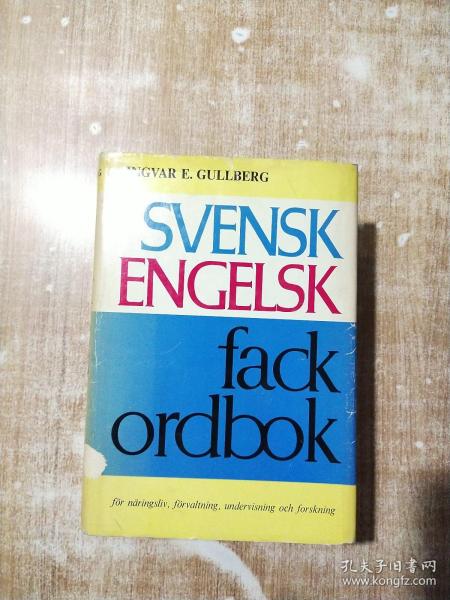 INGVAR E. GULLBERG
SVENSK
ENGELSK
fack
ordbok
för näringsliv, förvaltning, undervisning och forskning
孔夫子旧书网
www.kongfz.com